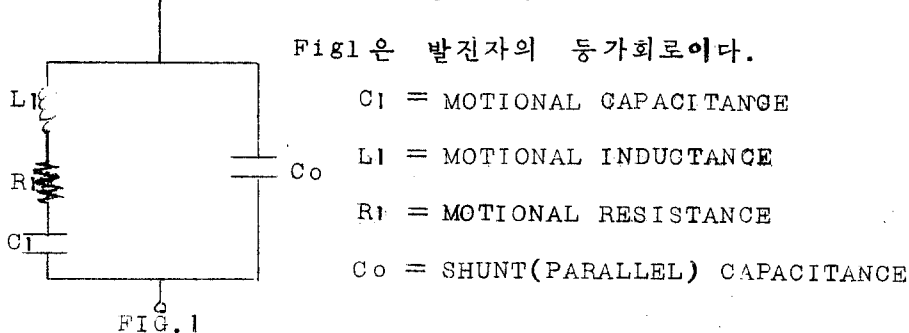 Fig1은 발진자의 등가회로이다.
C1 = MOTIONAL CAPACITANCE
L1 = MOTIONAL INDUCTANCE
R1 = MOTIONAL RESISTANCE
Co = SHUNT(PARALLEL) CAPACITANCE
L1
R1
C1
Co
FIG.1